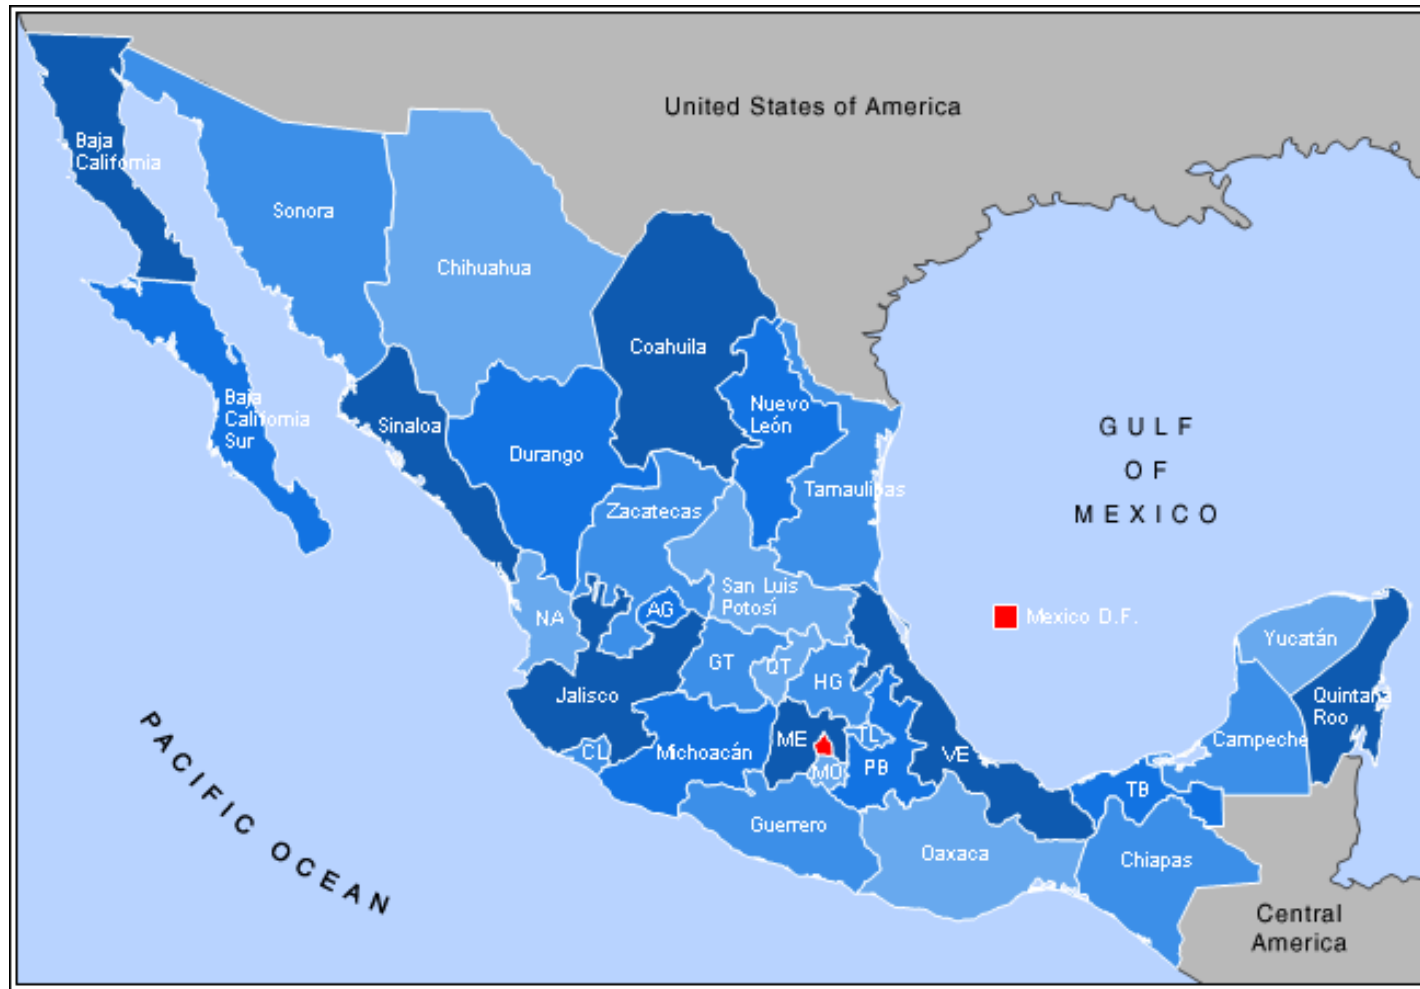 United States of America
Baja
California
Sonora
Chihuahua
Coahuila
Baja
California
Sur
Sinaloa
Durango
Nuevo
León
Tamaulipas
GULF
OF
MEXICO
Zacatecas
San Luis
Potosí
NA
AG
Mexico D.F.
Yucatán
GT
QT
HG
Jalisco
Quintana
Roo
PACIFIC OCEAN
CL
Michoacán
ME
TL
VE
Campeche
MO
PB
TB
Guerrero
Oaxaca
Chiapas
Central
America